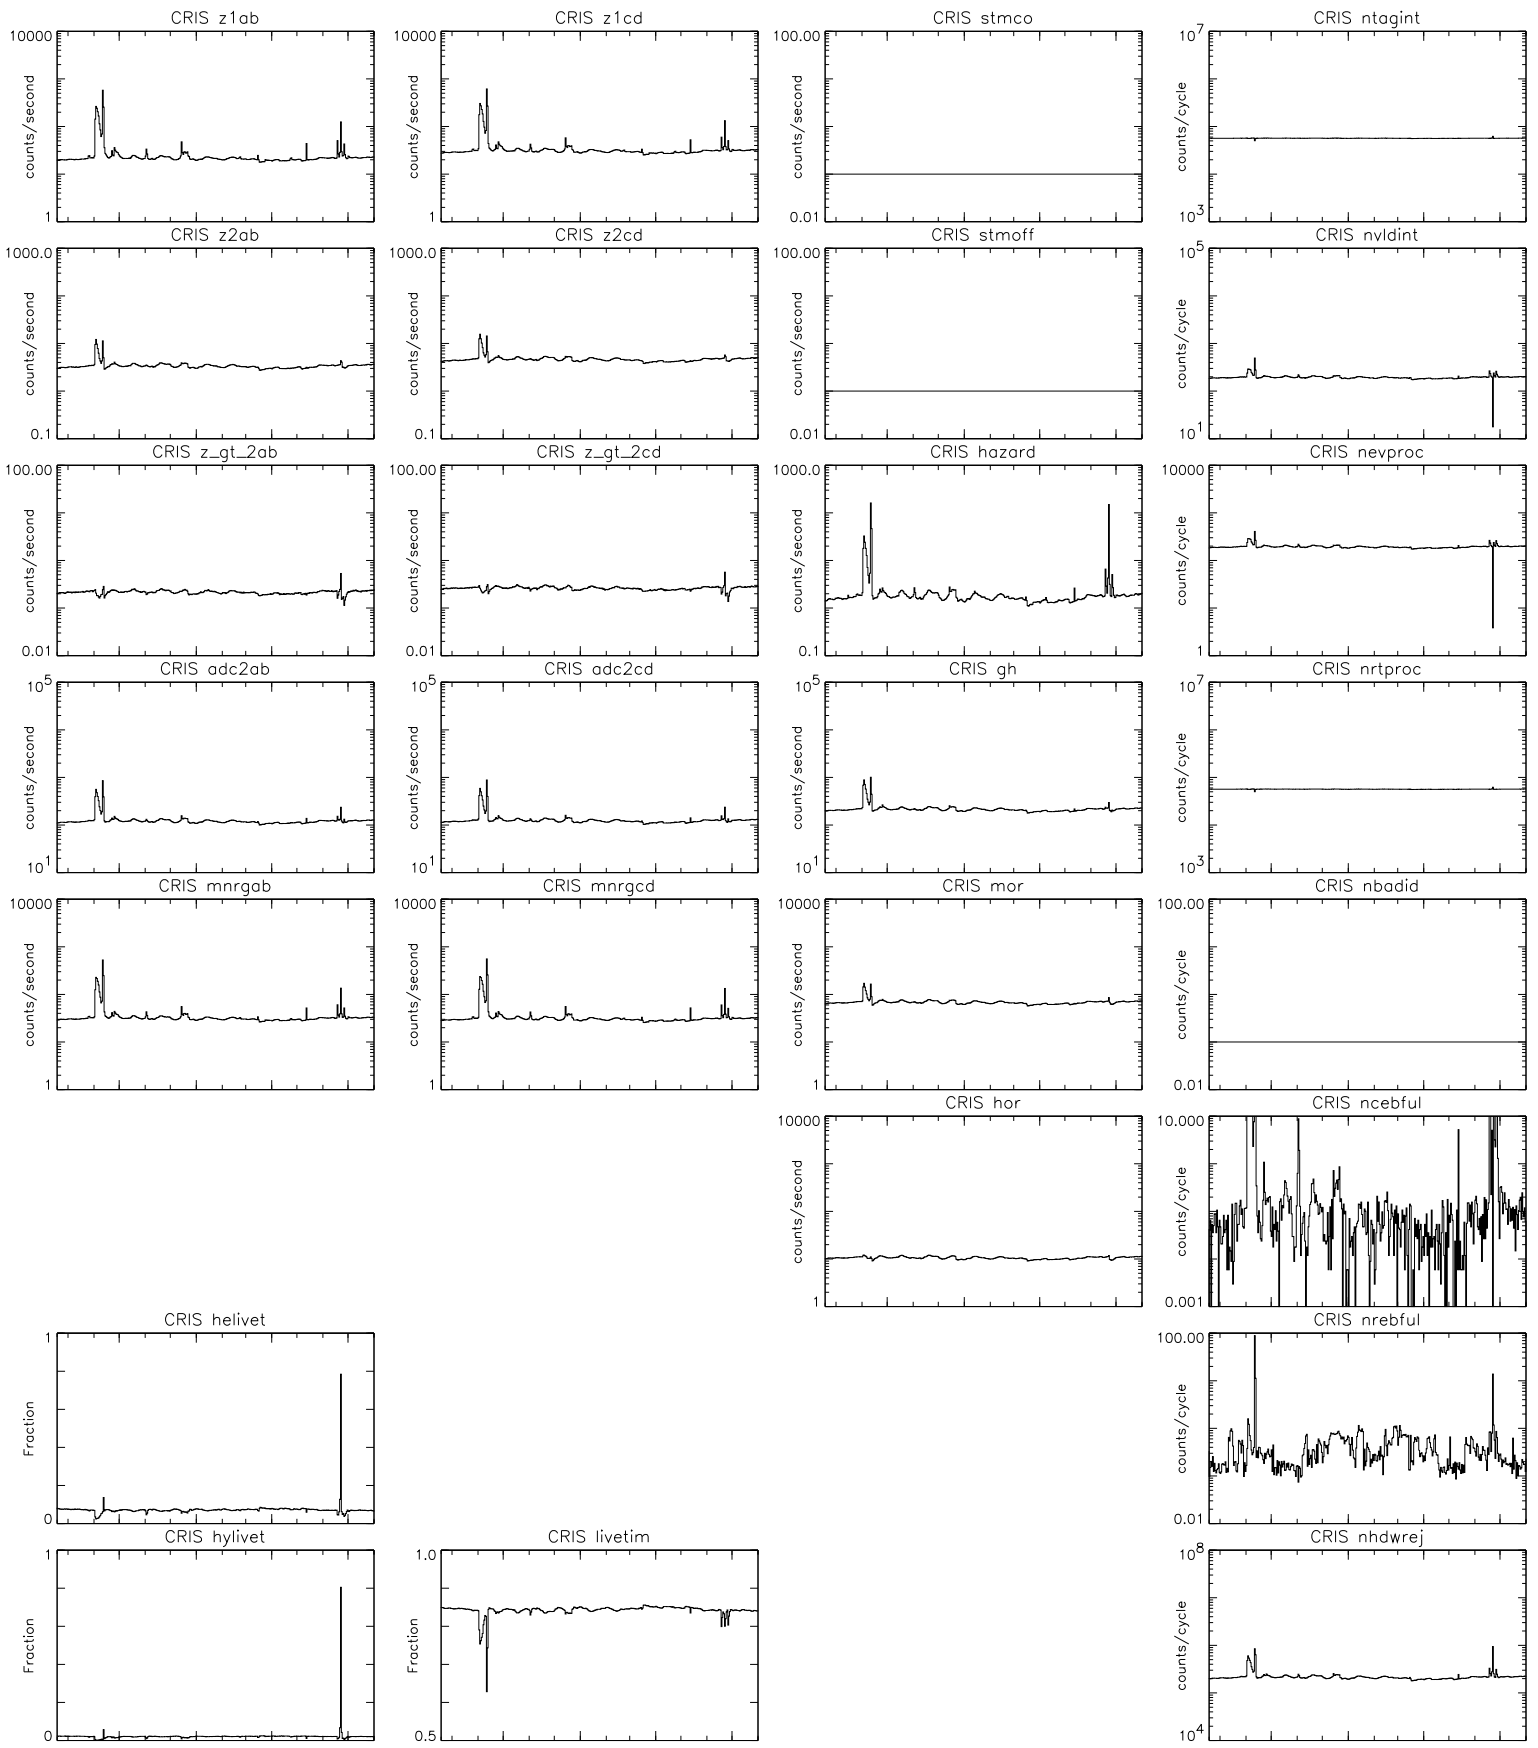 CRIS z1ab
CRIS z1cd
CRIS stmco
CRIS ntagint
10000
counts/second
1
10000
counts/second
1
100.00
counts/second
0.01
10^7
counts/cycle
10^3
CRIS z2ab
CRIS z2cd
CRIS stmoff
CRIS nvldint
1000.0
counts/second
0.1
1000.0
counts/second
0.1
100.00
counts/second
0.01
10^5
counts/cycle
10^1
CRIS z_gt_2ab
CRIS z_gt_2cd
CRIS hazard
CRIS nevproc
100.00
counts/second
0.01
100.00
counts/second
0.01
1000.0
counts/second
0.1
10000
counts/cycle
1
CRIS adc2ab
CRIS adc2cd
CRIS gh
CRIS nrtproc
10^5
counts/second
10^1
10^5
counts/second
10^1
10^5
counts/second
10^1
10^7
counts/cycle
10^3
CRIS mnrgab
CRIS mnrgcd
CRIS mor
CRIS nbadid
10000
counts/second
1
10000
counts/second
1
10000
counts/second
1
100.00
counts/cycle
0.01
CRIS hor
CRIS ncebful
10000
counts/second
1
10.000
counts/cycle
0.001
CRIS helivet
CRIS nrebful
1
Fraction
0
100.00
counts/cycle
0.01
CRIS hylivet
CRIS livetim
CRIS nhdwrej
1
Fraction
0
1.0
Fraction
0.5
10^8
counts/cycle
10^4